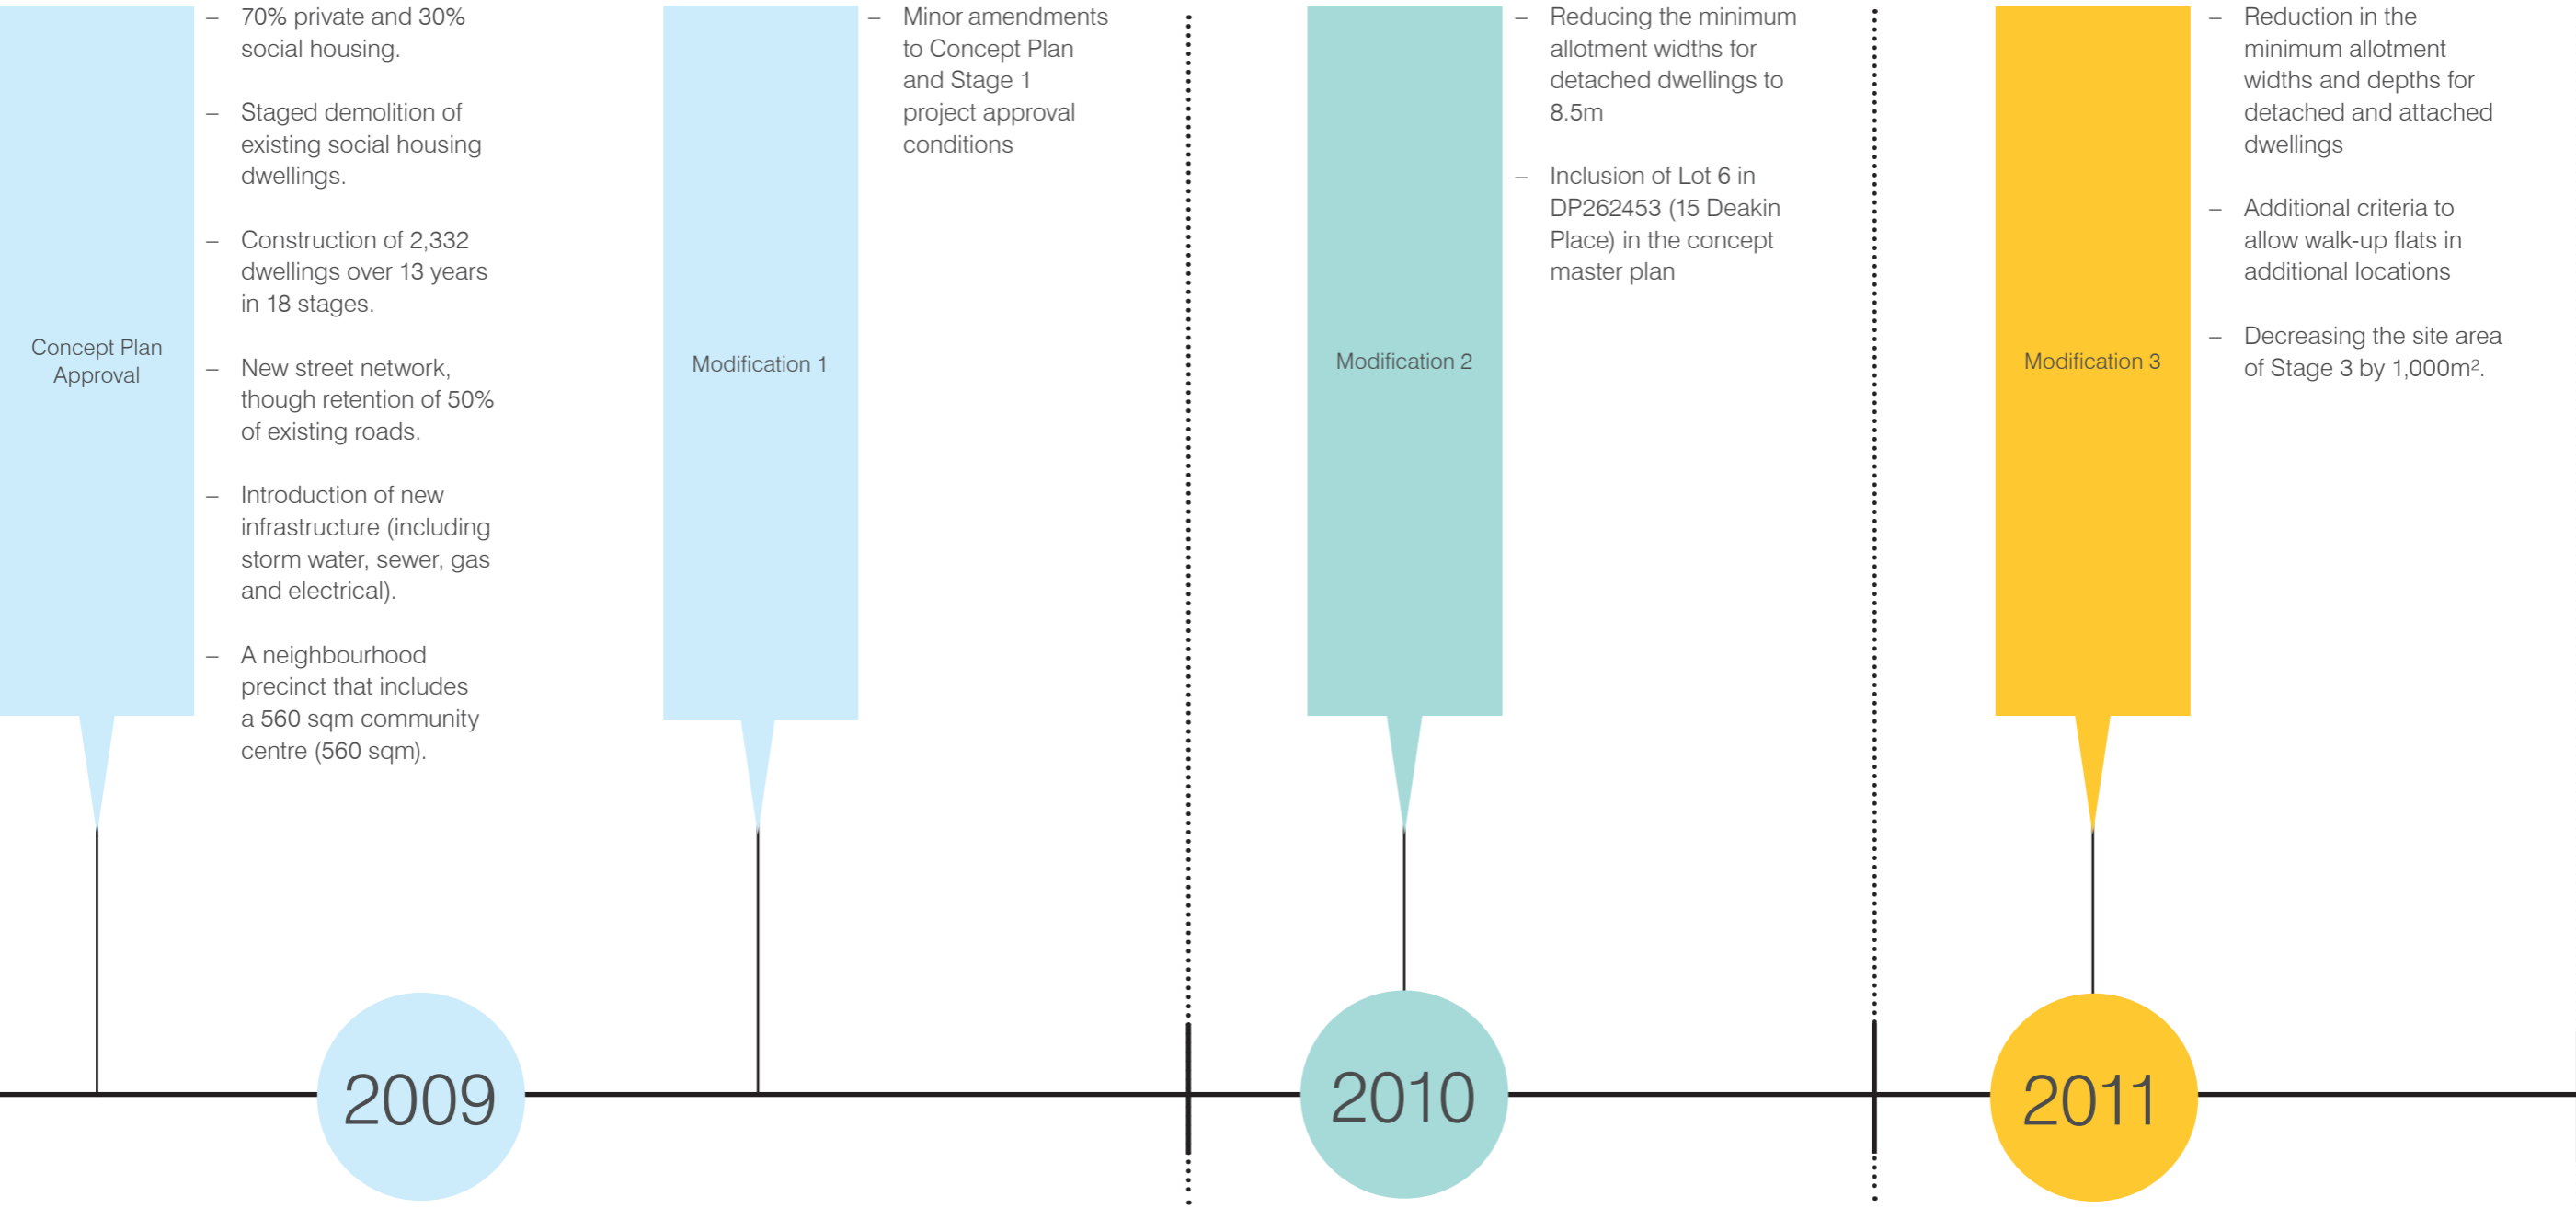 Concept Plan
Approval
– 70% private and 30%
social housing.
– Staged demolition of
existing social housing
dwellings.
– Construction of 2,332
dwellings over 13 years
in 18 stages.
– New street network,
though retention of 50%
of existing roads.
– Introduction of new
infrastructure (including
storm water, sewer, gas
and electrical).
– A neighbourhood
precinct that includes
a 560 sqm community
centre (560 sqm).
Modification 1
– Minor amendments
to Concept Plan
and Stage 1
project approval
conditions
Modification 2
– Reducing the minimum
allotment widths for
detached dwellings to
8.5m
– Inclusion of Lot 6 in
DP262453 (15 Deakin
Place) in the concept
master plan
Modification 3
– Reduction in the
minimum allotment
widths and depths for
detached and attached
dwellings
– Additional criteria to
allow walk-up flats in
additional locations
– Decreasing the site area
of Stage 3 by 1,000m².
2009
2010
2011